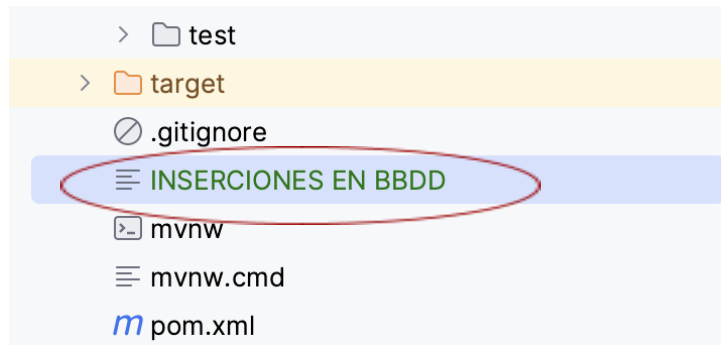 test
target
.gitignore
INSERCIONES EN BBDD
mvnw
mvnw.cmd
pom.xml